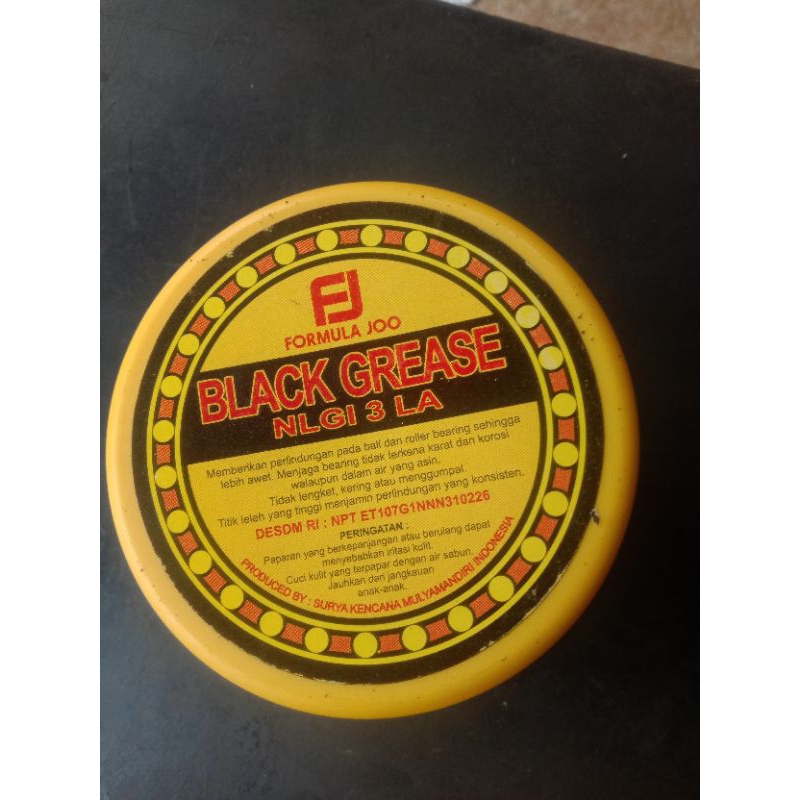 FJ
FORMULA JOO
BLACK GREASE
NLGI 3 LA
Memberikan perlindungan pada ball dan roller bearing sehingga
lebih awet. Menjaga bearing tidak terkena karat dan korosi
walaupun dalam air yang asin.
Tidak lengket, kering atau menggumpal.
Titik leleh yang tinggi menjamin perlindungan yang konsisten.
DESDM RI : NPT ET107G1NNN310226
PERINGATAN :
Paparan yang berkepanjangan atau berulang dapat
menyebabkan iritasi kulit.
Cuci kulit yang terpapar dengan air sabun.
Jauhkan dari jangkauan
anak-anak.
PRODUCED BY : SURYA KENCANA MULYAMANDIRI INDONESIA